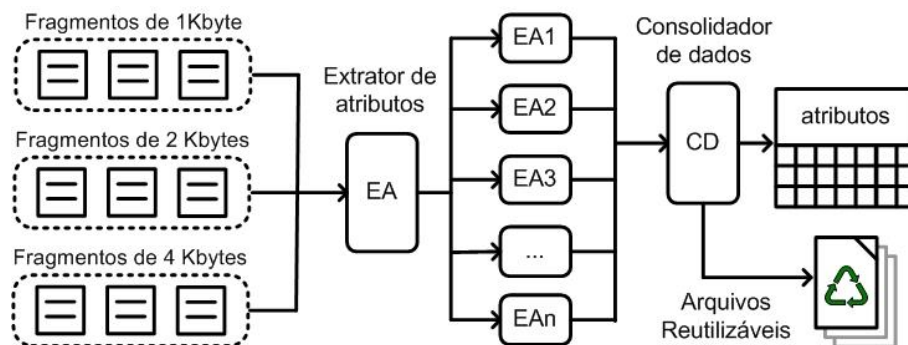 Fragmentos de 1Kbyte
Fragmentos de 2 Kbytes
Fragmentos de 4 Kbytes
Extrator de
atributos
EA
EA1
EA2
EA3
...
EAn
Consolidador
de dados
CD
atributos
Arquivos
Reutilizáveis